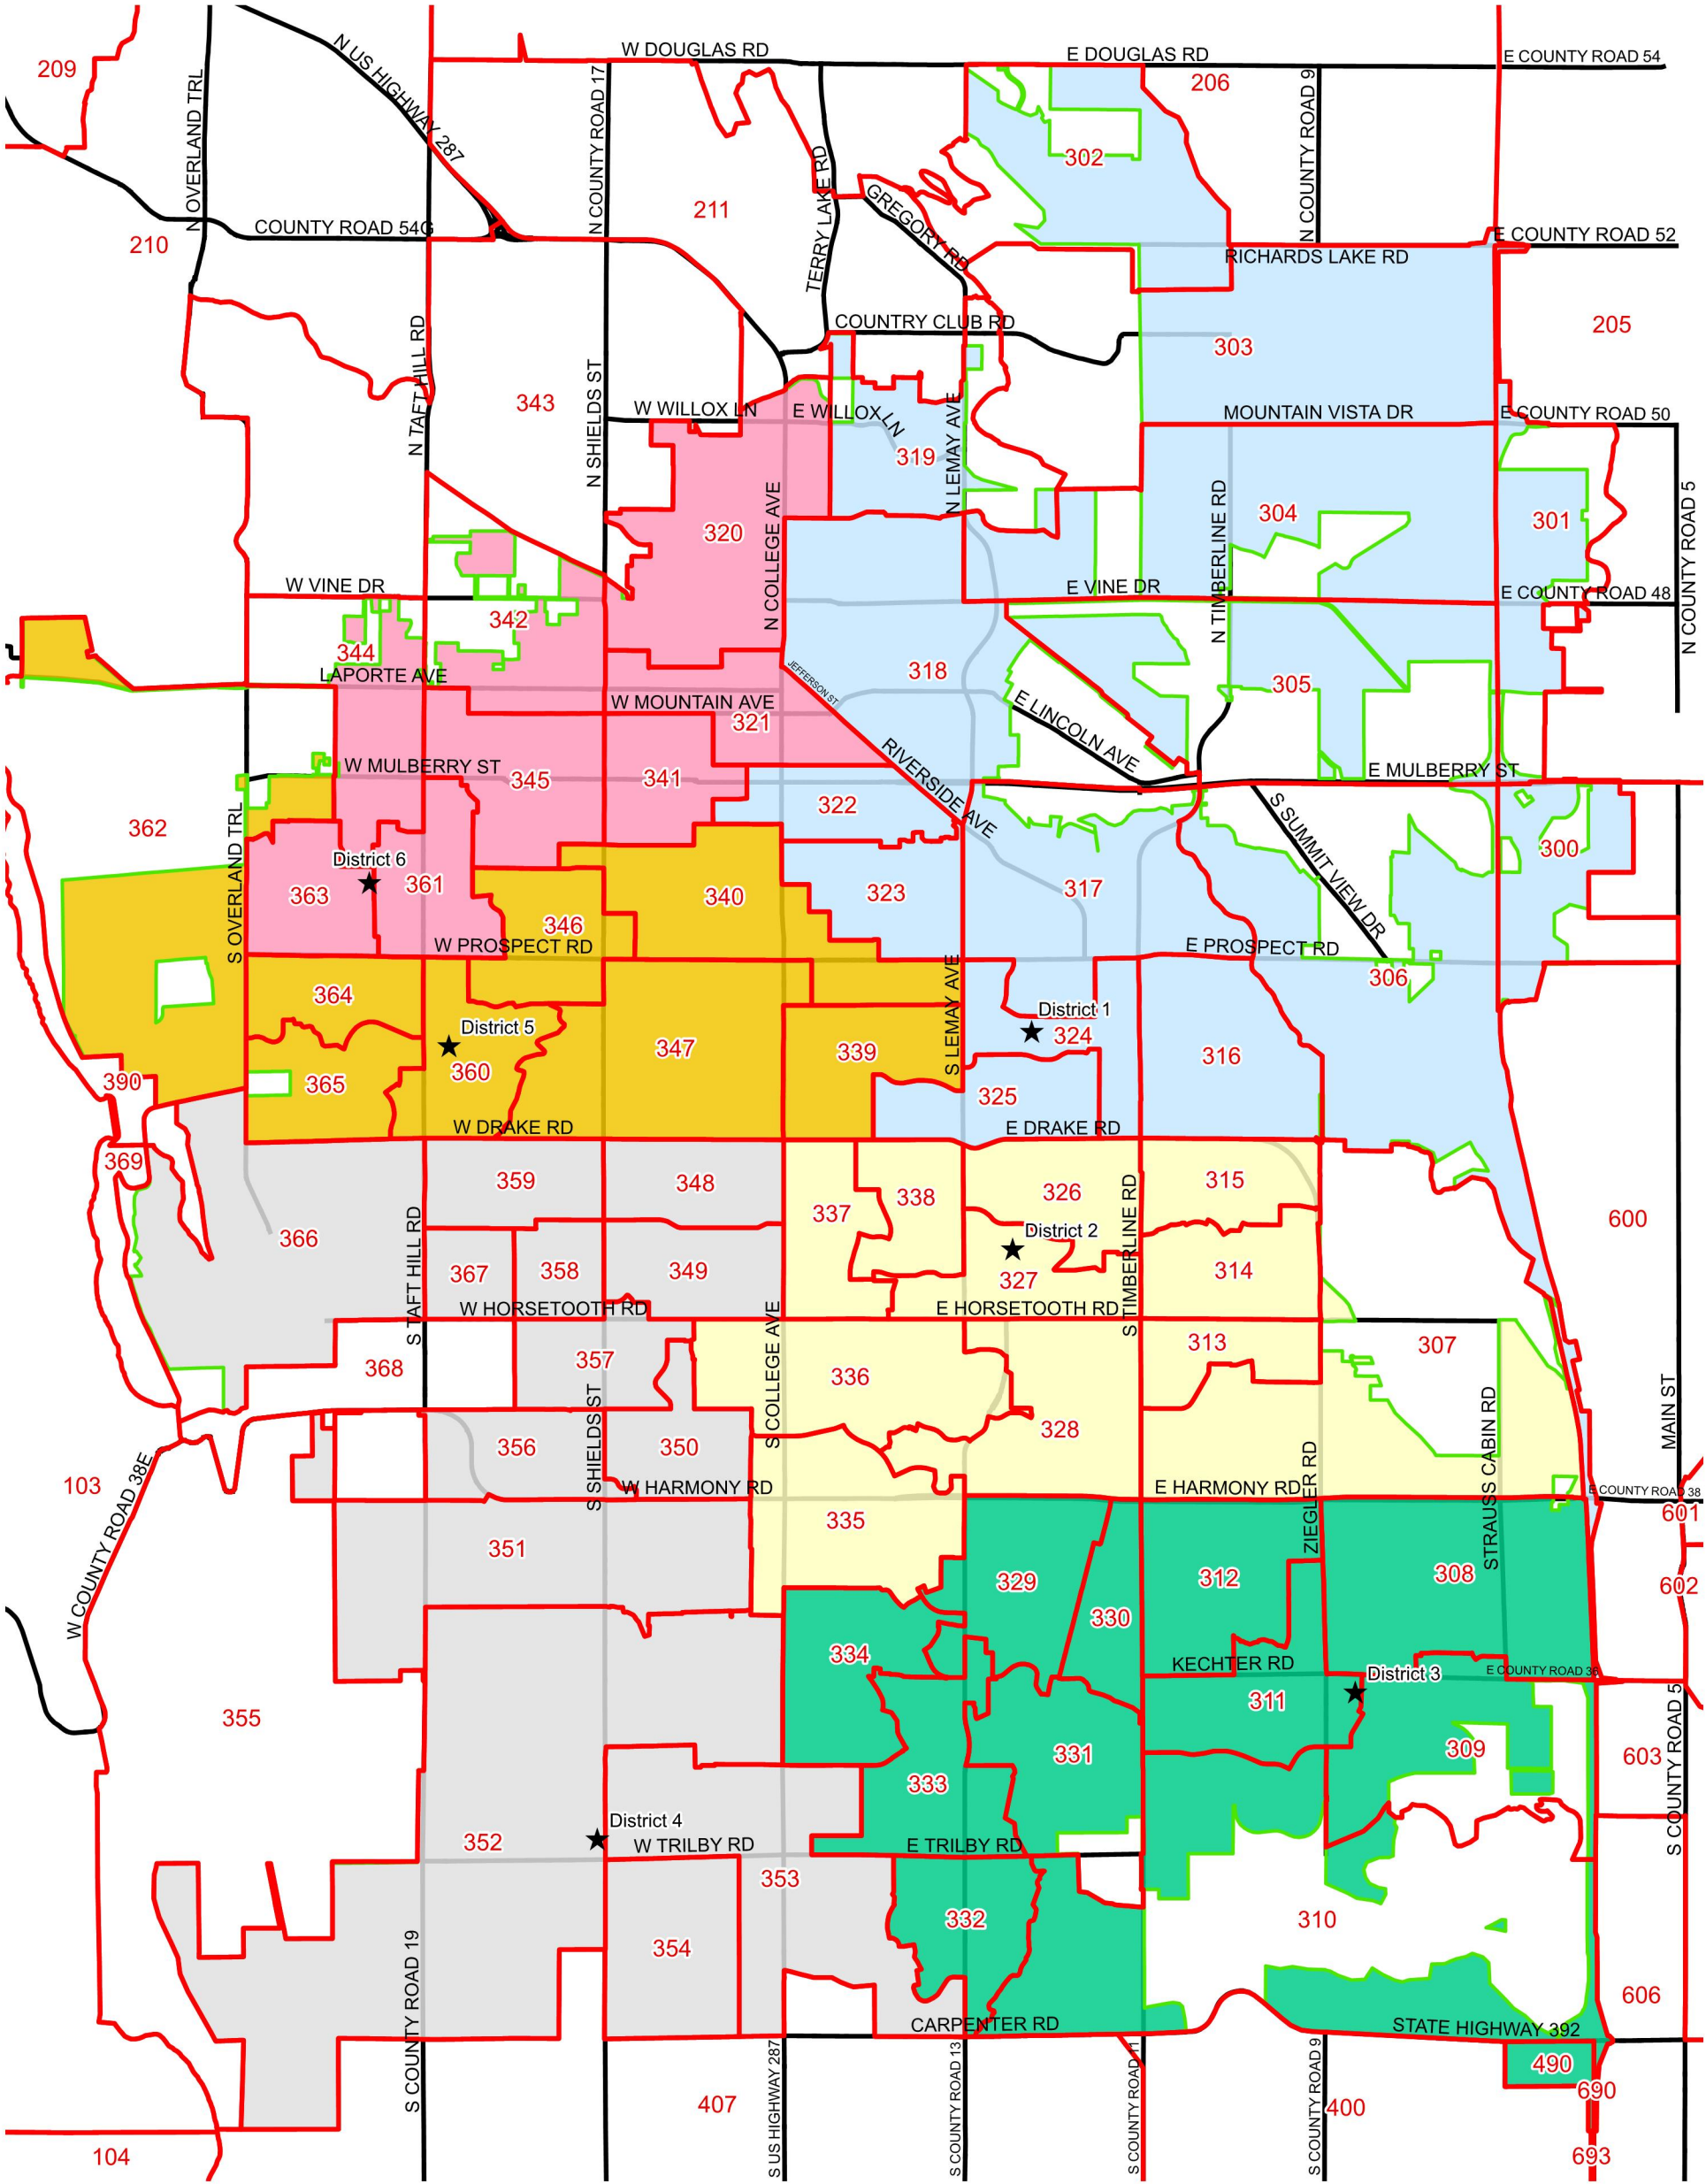 W DOUGLAS RD
E DOUGLAS RD
E COUNTY ROAD 54
209
N US HIGHWAY 287
N OVERLAND TRL
N COUNTY ROAD 17
206
N COUNTY ROAD 9
302
TERRY LAKE RD
211
GREGORY RD
210
COUNTY ROAD 54G
E COUNTY ROAD 52
RICHARDS LAKE RD
205
COUNTRY CLUB RD
303
N TAFT HILL RD
343
N SHIELDS ST
W WILLOX LN
E WILLOX LN
N LEMAY AVE
MOUNTAIN VISTA DR
E COUNTY ROAD 50
319
320
N COLLEGE AVE
N TIMBERLINE RD
304
301
N COUNTY ROAD 5
W VINE DR
E VINE DR
E COUNTY ROAD 48
342
344
LAPORTE AVE
318
JEFFERSON ST
305
W MOUNTAIN AVE
321
E LINCOLN AVE
RIVERSIDE AVE
W MULBERRY ST
E MULBERRY ST
345
341
322
362
S OVERLAND TRL
S SUMMIT VIEW DR
300
District 6
363
361
340
323
317
346
W PROSPECT RD
E PROSPECT RD
306
364
S LEMAY AVE
District 1
324
District 5
360
347
339
316
390
365
325
W DRAKE RD
E DRAKE RD
369
359
348
338
326
315
337
S TIMBERLINE RD
600
366
S TAFT HILL RD
District 2
327
367
358
349
314
W HORSETOOTH RD
E HORSETOOTH RD
368
357
S COLLEGE AVE
336
313
307
S SHIELDS ST
MAIN ST
STRAUSS CABIN RD
356
350
328
103
W COUNTY ROAD 38E
W HARMONY RD
E HARMONY RD
ZIEGLER RD
E COUNTY ROAD 38
601
335
351
329
312
308
602
330
334
KECHTER RD
District 3
E COUNTY ROAD 36
311
355
331
309
603
S COUNTY ROAD 5
333
District 4
352
W TRILBY RD
E TRILBY RD
353
332
310
354
S COUNTY ROAD 19
606
CARPENTER RD
STATE HIGHWAY 392
490
690
407
S US HIGHWAY 287
S COUNTY ROAD 13
S COUNTY ROAD 11
S COUNTY ROAD 9
400
104
693